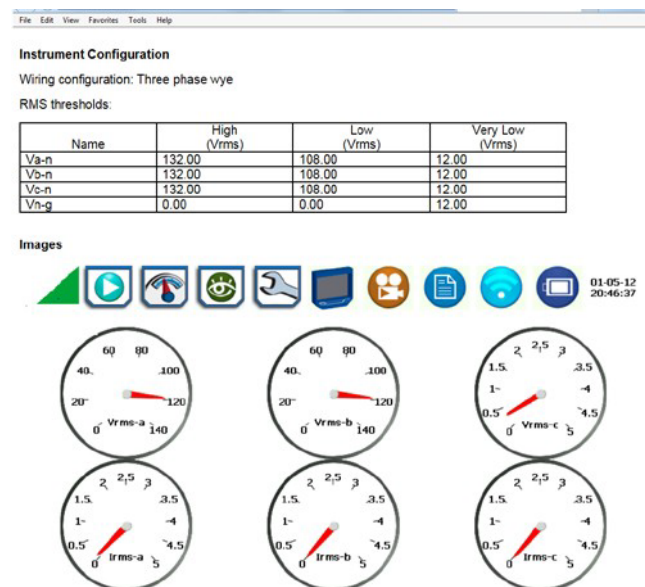 File Edit View Favorites Tools Help
Instrument Configuration
Wiring configuration: Three phase wye
RMS thresholds:
Name High (Vrms) Low (Vrms) Very Low (Vrms)
Va-n 132.00 108.00 12.00
Vb-n 132.00 108.00 12.00
Vc-n 132.00 108.00 12.00
Vn-g 0.00 0.00 12.00
Images
01-05-12
20:46:37
0 20 40 60 80 100 120 140
Vrms-a
0 20 40 60 80 100 120 140
Vrms-b
0 0.5 1 1.5 2 2.5 3 3.5 4 4.5 5
Vrms-c
0 0.5 1 1.5 2 2.5 3 3.5 4 4.5 5
Irms-a
0 0.5 1 1.5 2 2.5 3 3.5 4 4.5 5
Irms-b
0 0.5 1 1.5 2 2.5 3 3.5 4 4.5 5
Irms-c